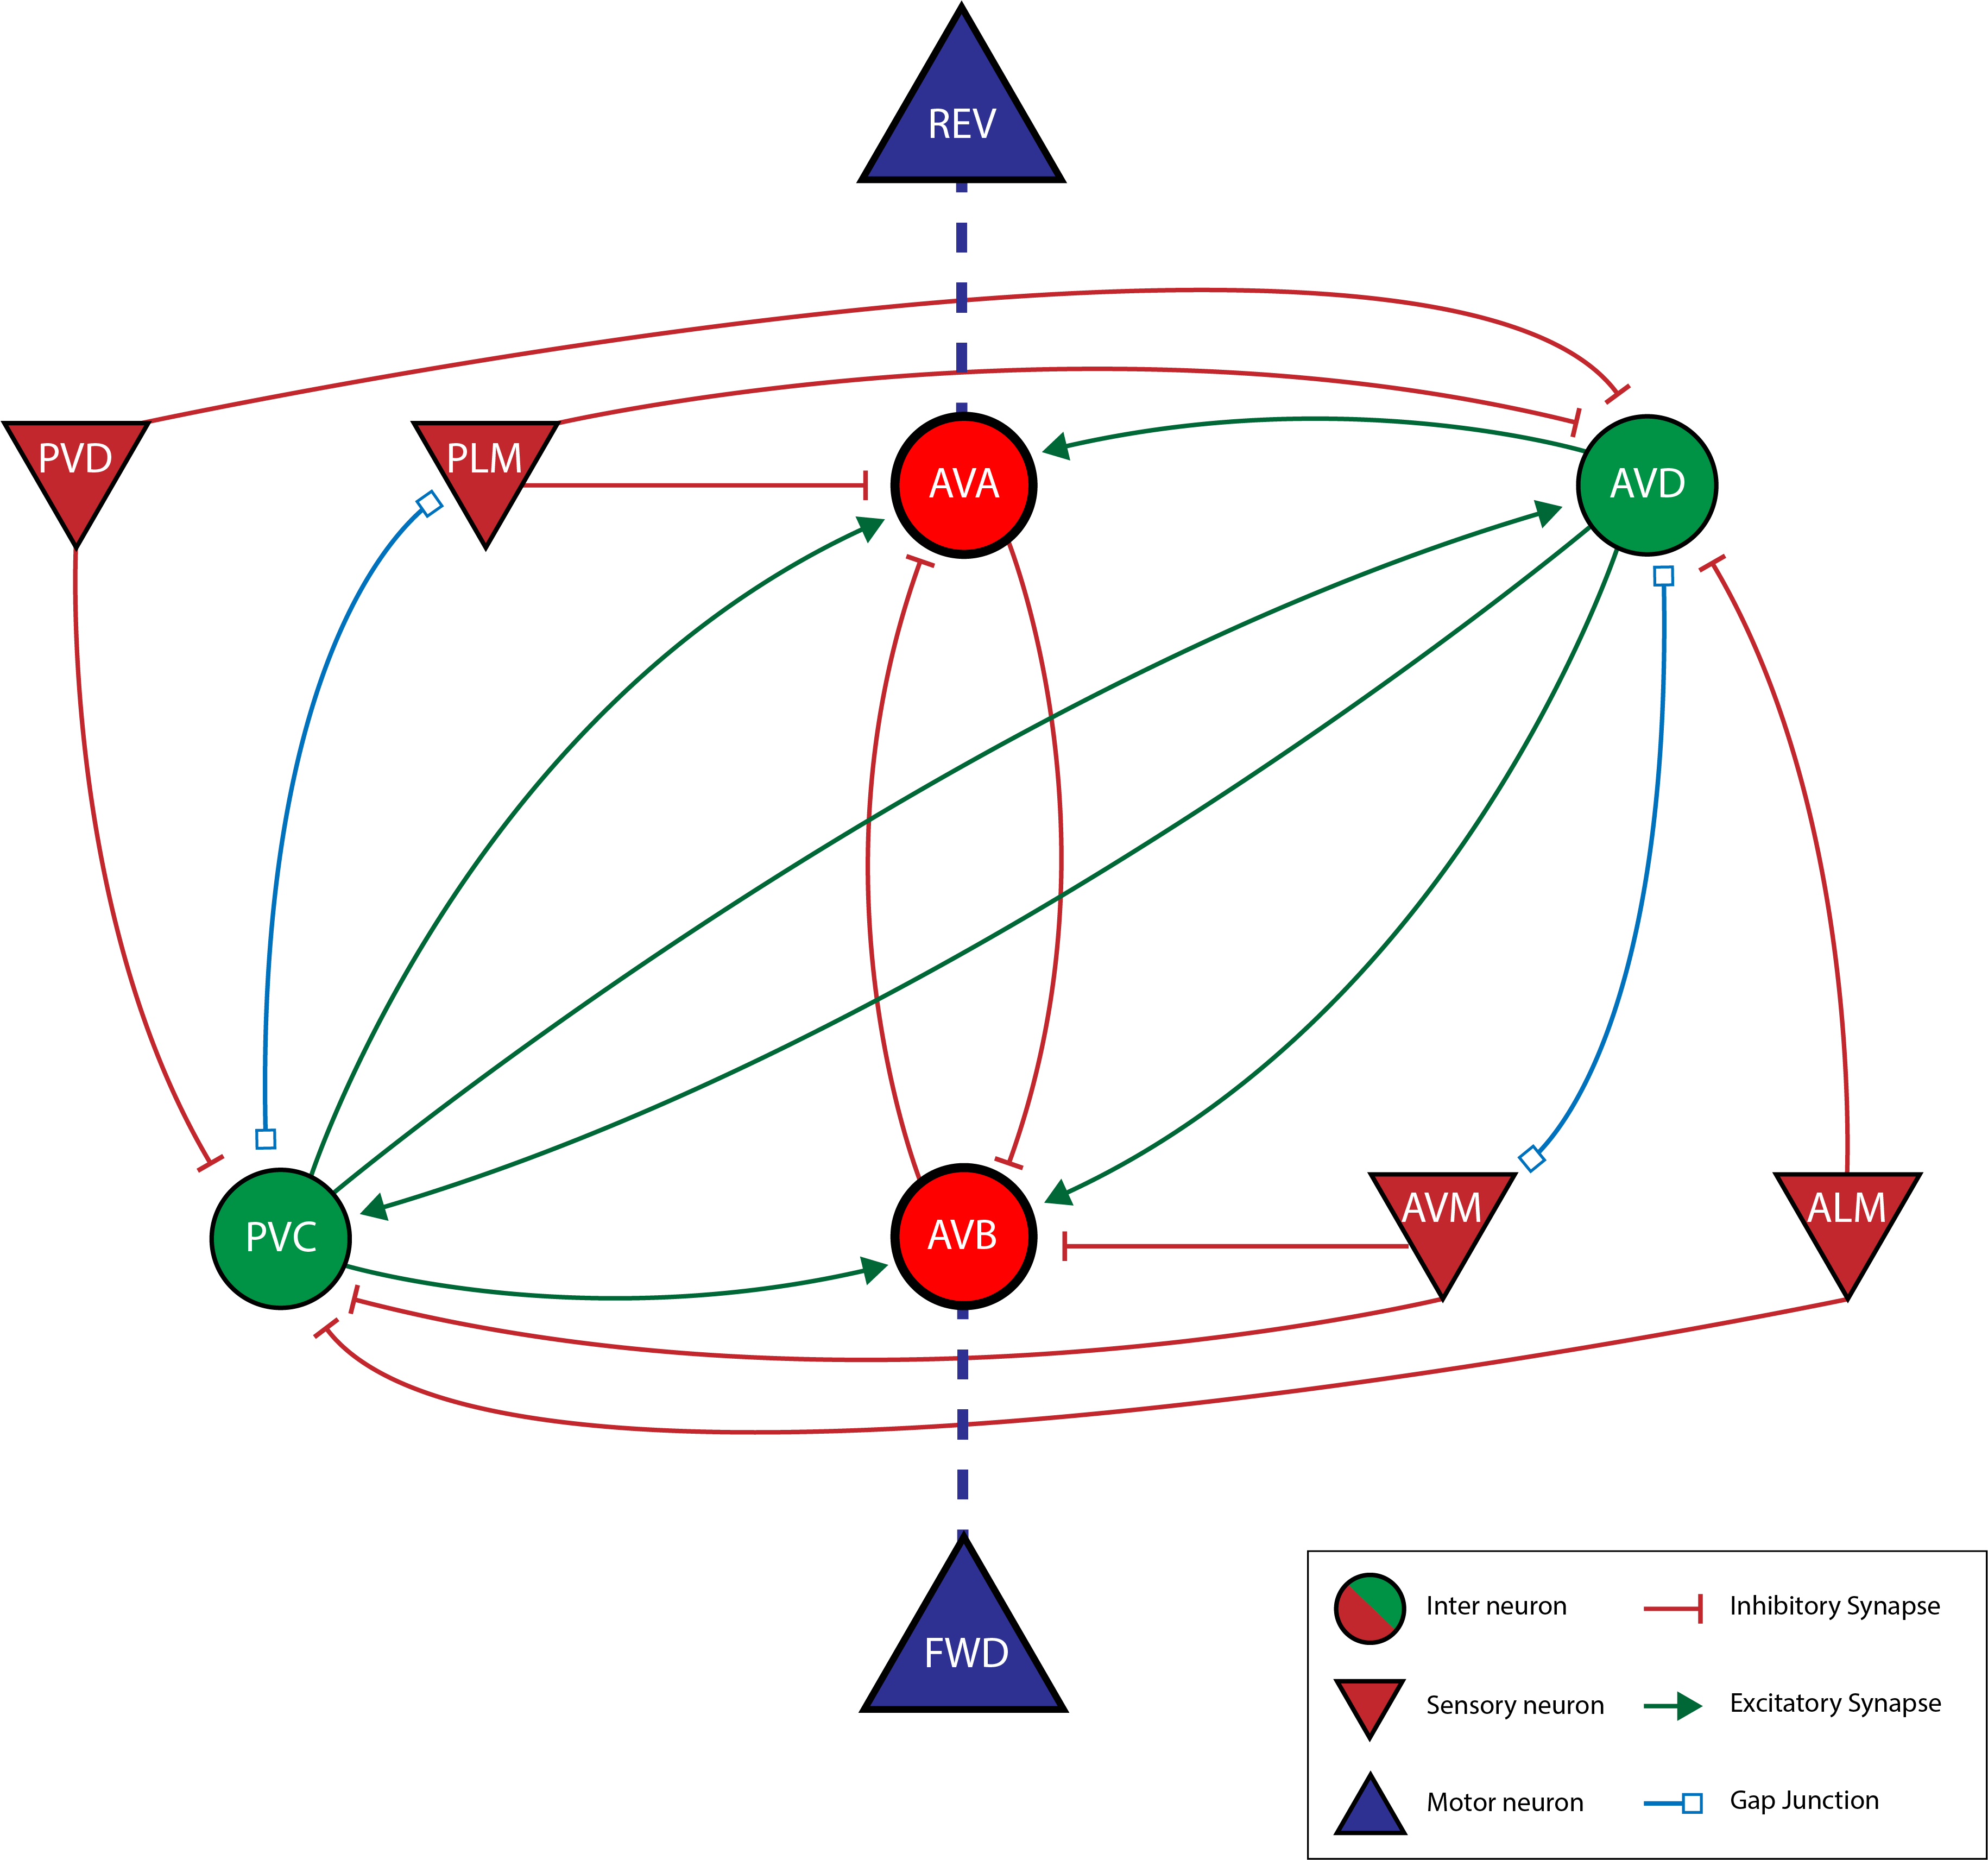 REV
PVD
PLM
AVA
AVD
PVC
AVB
AVM
ALM
FWD
Inter neuron
Inhibitory Synapse
Sensory neuron
Excitatory Synapse
Motor neuron
Gap Junction